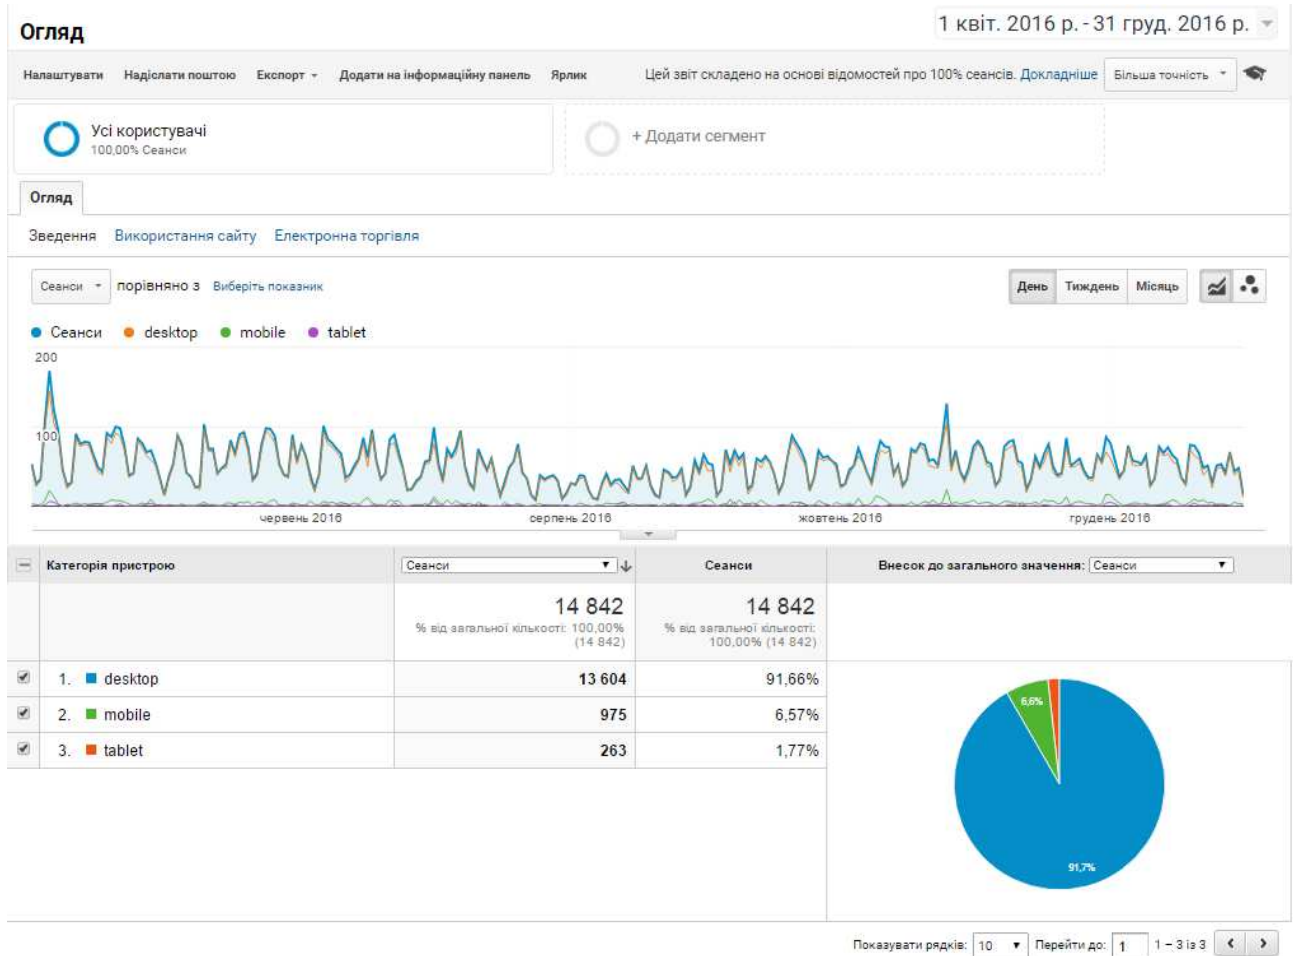 Огляд
1 квіт. 2016 р. - 31 груд. 2016 р.
Налаштувати Надіслати поштою Експорт Додати на інформаційну панель Ярлик Цей звіт складено на основі відомостей про 100% сеансів. Докладніше Більша точність
Усі користувачі
100,00% Сеанси
+ Додати сегмент
Огляд
Зведення Використання сайту Електронна торгівля
Сеанси порівняно з Виберіть показник День Тиждень Місяць
Сеанси desktop mobile tablet
200
100
червень 2016 серпень 2016 жовтень 2016 грудень 2016
Категорія пристрою Сеанси Сеанси Внесок до загального значення: Сеанси
14 842 14 842
% від загальної кількості: 100,00% (14 842) % від загальної кількості: 100,00% (14 842)
1. desktop 13 604 91,66%
2. mobile 975 6,57%
3. tablet 263 1,77%
6,6%
91,7%
Показувати рядків: 10 Перейти до: 1 1 – 3 із 3